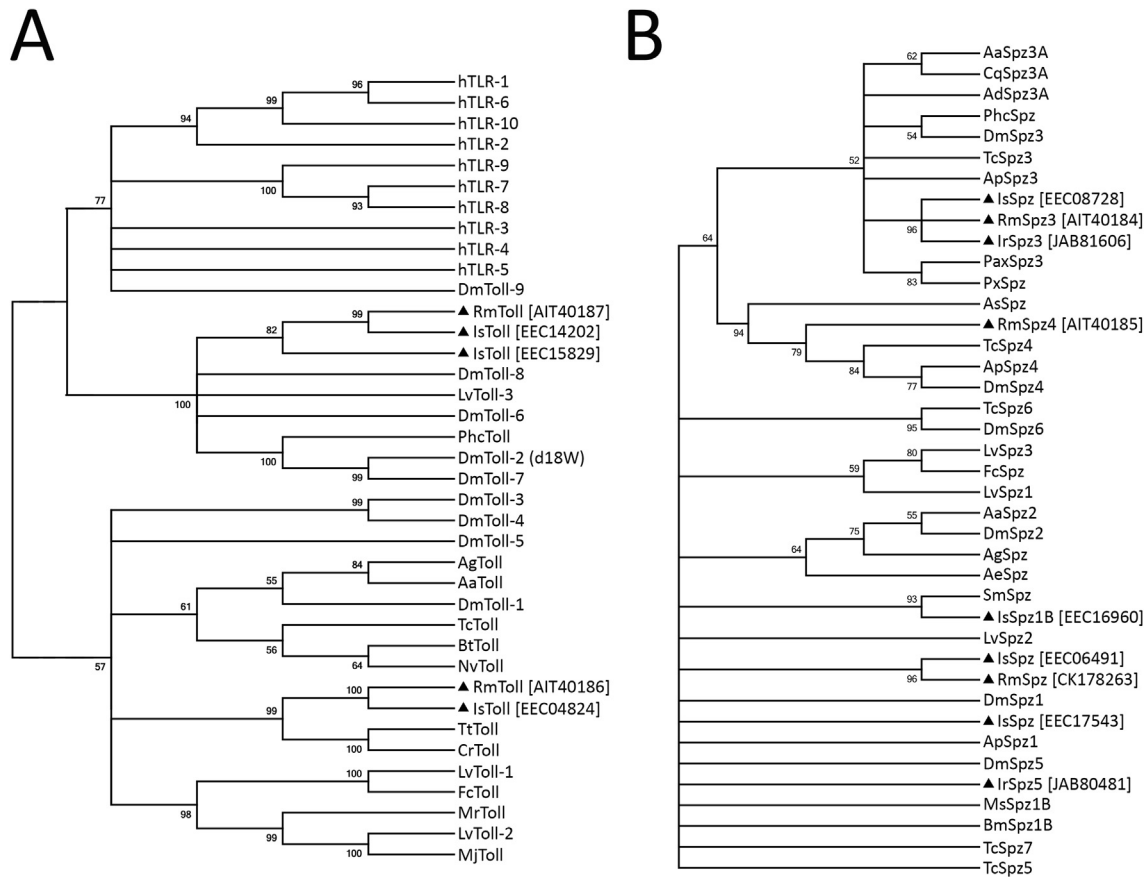 A
96
hTLR-1
hTLR-6
99
hTLR-10
94
hTLR-2
hTLR-9
100
hTLR-7
93
hTLR-8
77
hTLR-3
hTLR-4
hTLR-5
DmToll-9
99
▲ RmToll [AIT40187]
82
▲ IsToll [EEC14202]
▲ IsToll [EEC15829]
DmToll-8
LvToll-3
100
DmToll-6
PhcToll
100
DmToll-2 (d18W)
99
DmToll-7
99
DmToll-3
DmToll-4
DmToll-5
84
AgToll
55
AaToll
61
DmToll-1
TcToll
56
BtToll
64
NvToll
57
100
▲ RmToll [AIT40186]
99
▲ IsToll [EEC04824]
TtToll
100
CrToll
100
LvToll-1
FcToll
98
MrToll
99
LvToll-2
100
MjToll
B
62
AaSpz3A
CqSpz3A
AdSpz3A
PhcSpz
54
DmSpz3
52
TcSpz3
ApSpz3
▲ IsSpz [EEC08728]
▲ RmSpz3 [AIT40184]
96
▲ IrSpz3 [JAB81606]
64
PaxSpz3
83
PxSpz
AsSpz
94
▲ RmSpz4 [AIT40185]
79
TcSpz4
84
ApSpz4
77
DmSpz4
TcSpz6
95
DmSpz6
80
LvSpz3
59
FcSpz
LvSpz1
55
AaSpz2
75
DmSpz2
64
AgSpz
AeSpz
93
SmSpz
▲ IsSpz1B [EEC16960]
LvSpz2
▲ IsSpz [EEC06491]
96
▲ RmSpz [CK178263]
DmSpz1
▲ IsSpz [EEC17543]
ApSpz1
DmSpz5
▲ IrSpz5 [JAB80481]
MsSpz1B
BmSpz1B
TcSpz7
TcSpz5